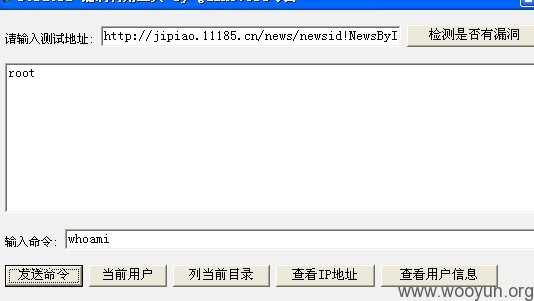 请输入测试地址: http://jipiao.11185.cn/news/newsid!NewsByI 检测是否有漏洞
root
输入命令: whoami
发送命令 当前用户 列当前目录 查看IP地址 查看用户信息
www.wooyun.org